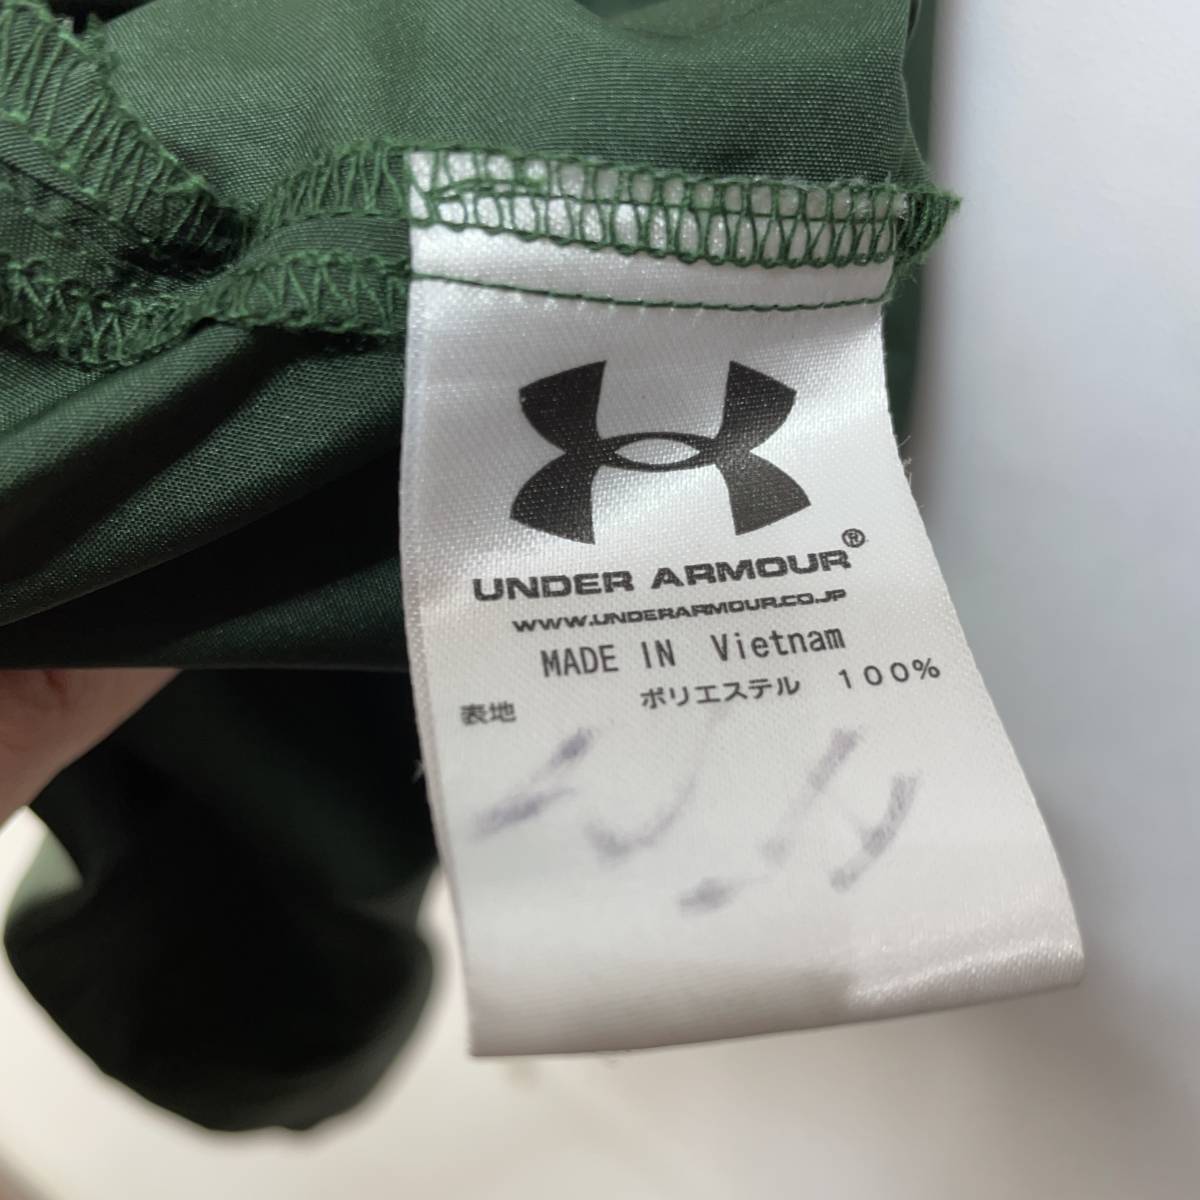 UNDER ARMOUR®
WWW.UNDERARMOUR.CO.JP
MADE IN Vietnam
表地 ポリエステル 100%